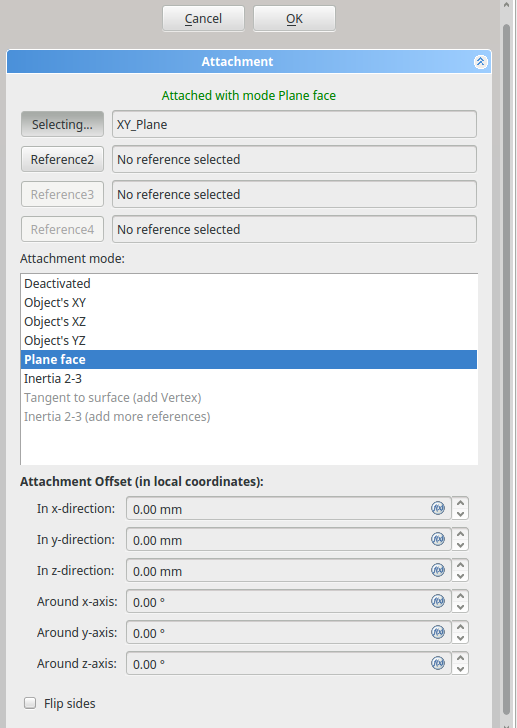 Cancel OK
Attachment
Attached with mode Plane face
Selecting... XY_Plane
Reference2 No reference selected
Reference3 No reference selected
Reference4 No reference selected
Attachment mode:
Deactivated
Object's XY
Object's XZ
Object's YZ
Plane face
Inertia 2-3
Tangent to surface (add Vertex)
Inertia 2-3 (add more references)
Attachment Offset (in local coordinates):
In x-direction: 0.00 mm f(x)
In y-direction: 0.00 mm f(x)
In z-direction: 0.00 mm f(x)
Around x-axis: 0.00 ° f(x)
Around y-axis: 0.00 ° f(x)
Around z-axis: 0.00 ° f(x)
Flip sides